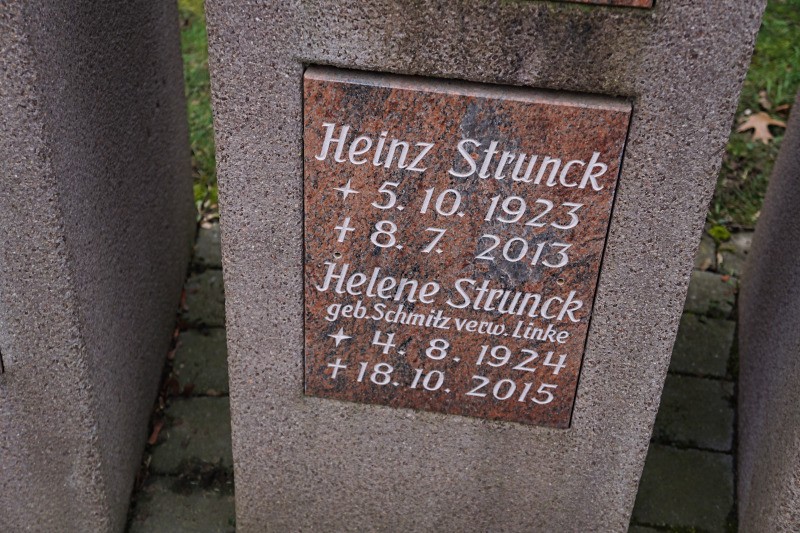 Heinz Strunck
✦ 5. 10. 1923
✝ 8. 7. 2013
Helene Strunck
geb. Schmitz verw. Linke
✦ 4. 8. 1924
✝ 18. 10. 2015